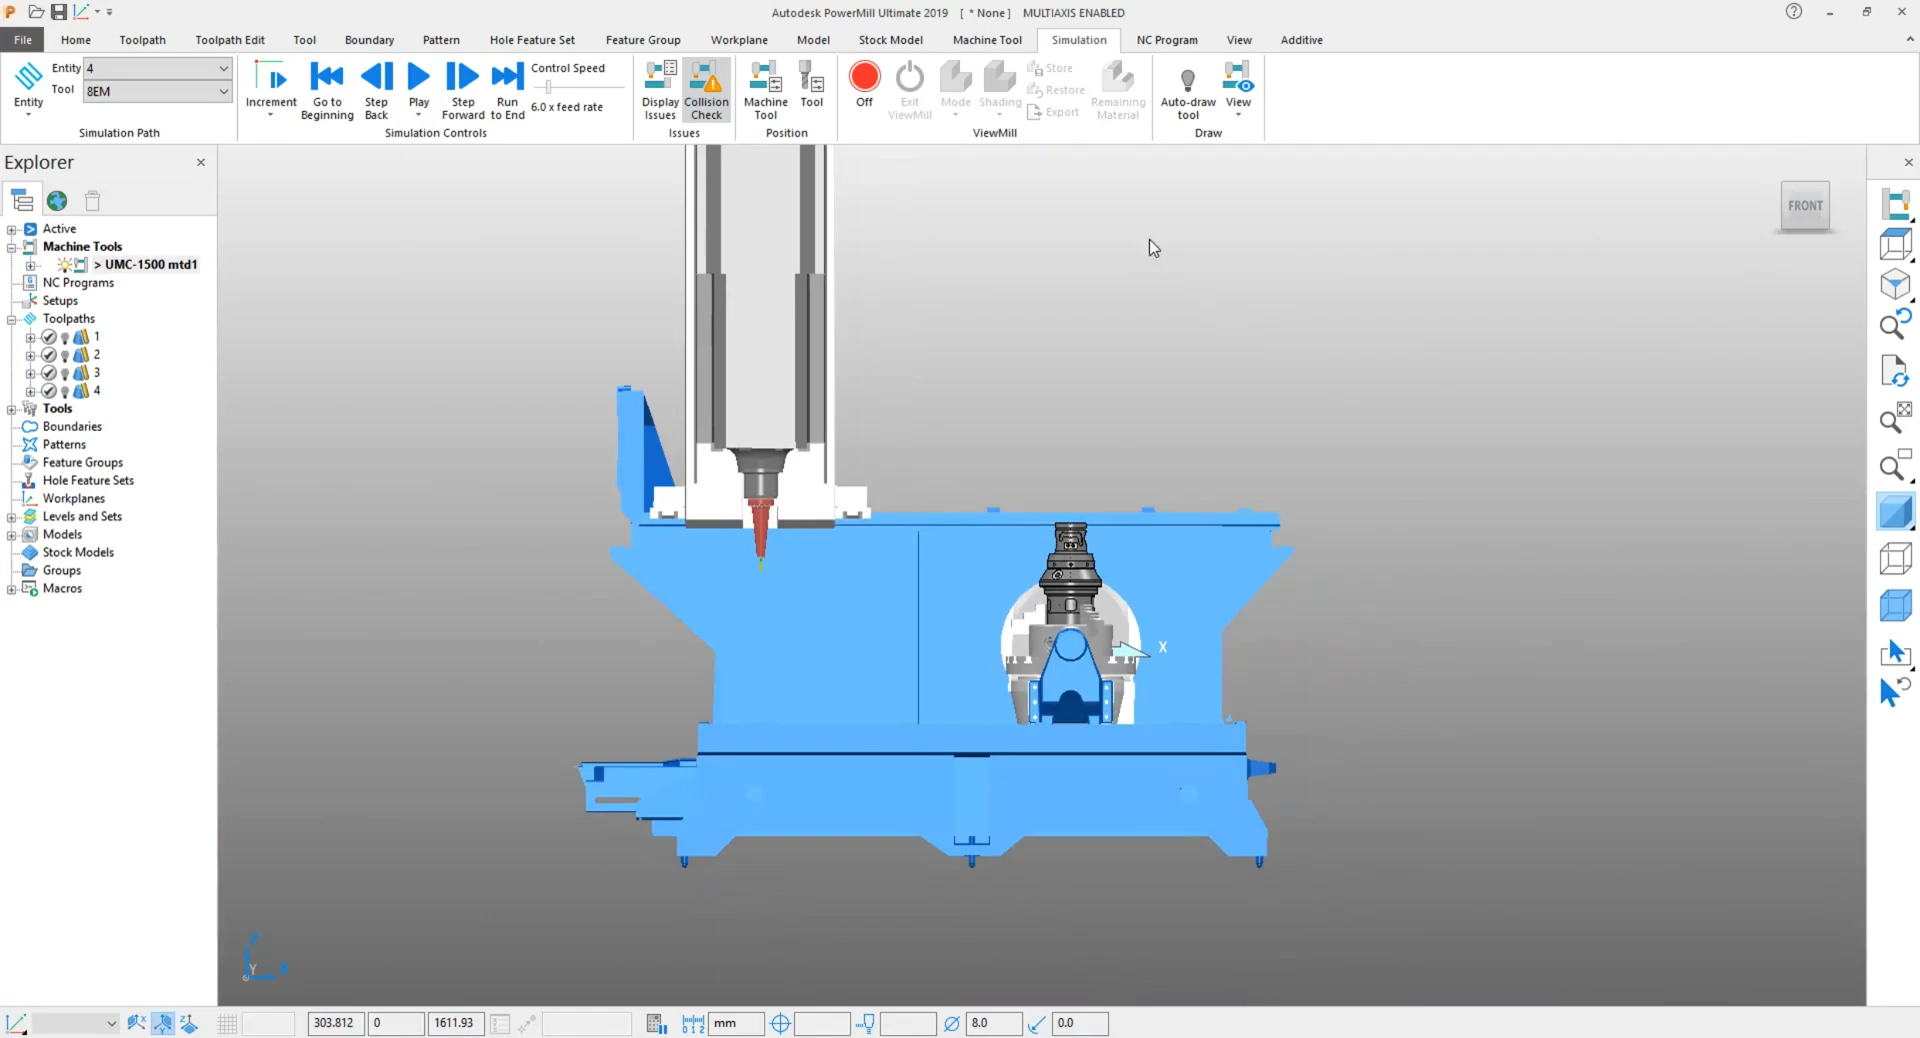 Autodesk PowerMill Ultimate 2019 [ * None ] MULTIAXIS ENABLED
File Home Toolpath Toolpath Edit Tool Boundary Pattern Hole Feature Set Feature Group Workplane Model Stock Model Machine Tool Simulation NC Program View Additive
Entity
Entity 4
Tool 8EM
Simulation Path
Increment
Go to Beginning
Step Back
Play
Step Forward
Run to End
Control Speed
6.0 x feed rate
Simulation Controls
Display Issues
Collision Check
Issues
Machine Tool
Tool
Position
Off
Exit ViewMill
Mode
Shading
Store
Restore
Export
Remaining Material
ViewMill
Auto-draw tool
View
Draw
Explorer
Active
Machine Tools
> UMC-1500 mtd1
NC Programs
Setups
Toolpaths
1
2
3
4
Tools
Boundaries
Patterns
Feature Groups
Hole Feature Sets
Workplanes
Levels and Sets
Models
Stock Models
Groups
Macros
FRONT
X
Z
Y
X
303.812 0 1611.93 mm 8.0 0.0